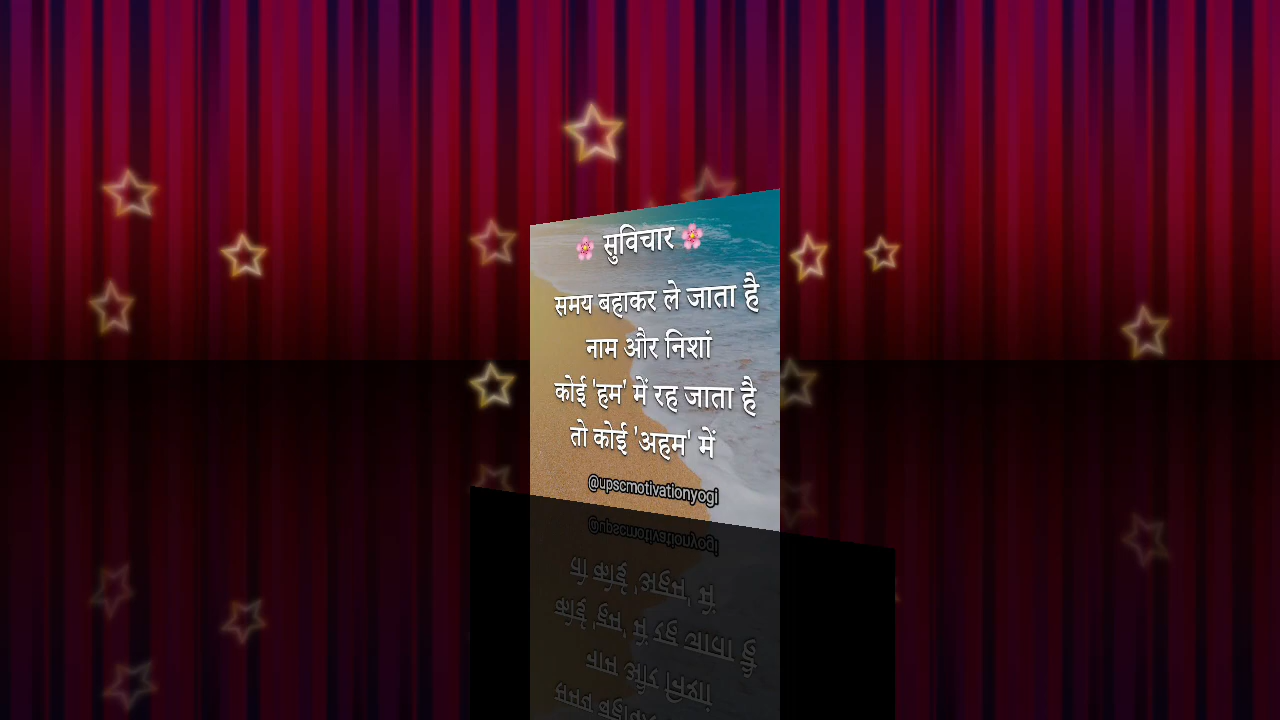 🌸 सुविचार 🌸
समय बहाकर ले जाता है
नाम और निशां
कोई 'हम' में रह जाता है
तो कोई 'अहम' में
@upscmotivationyogi